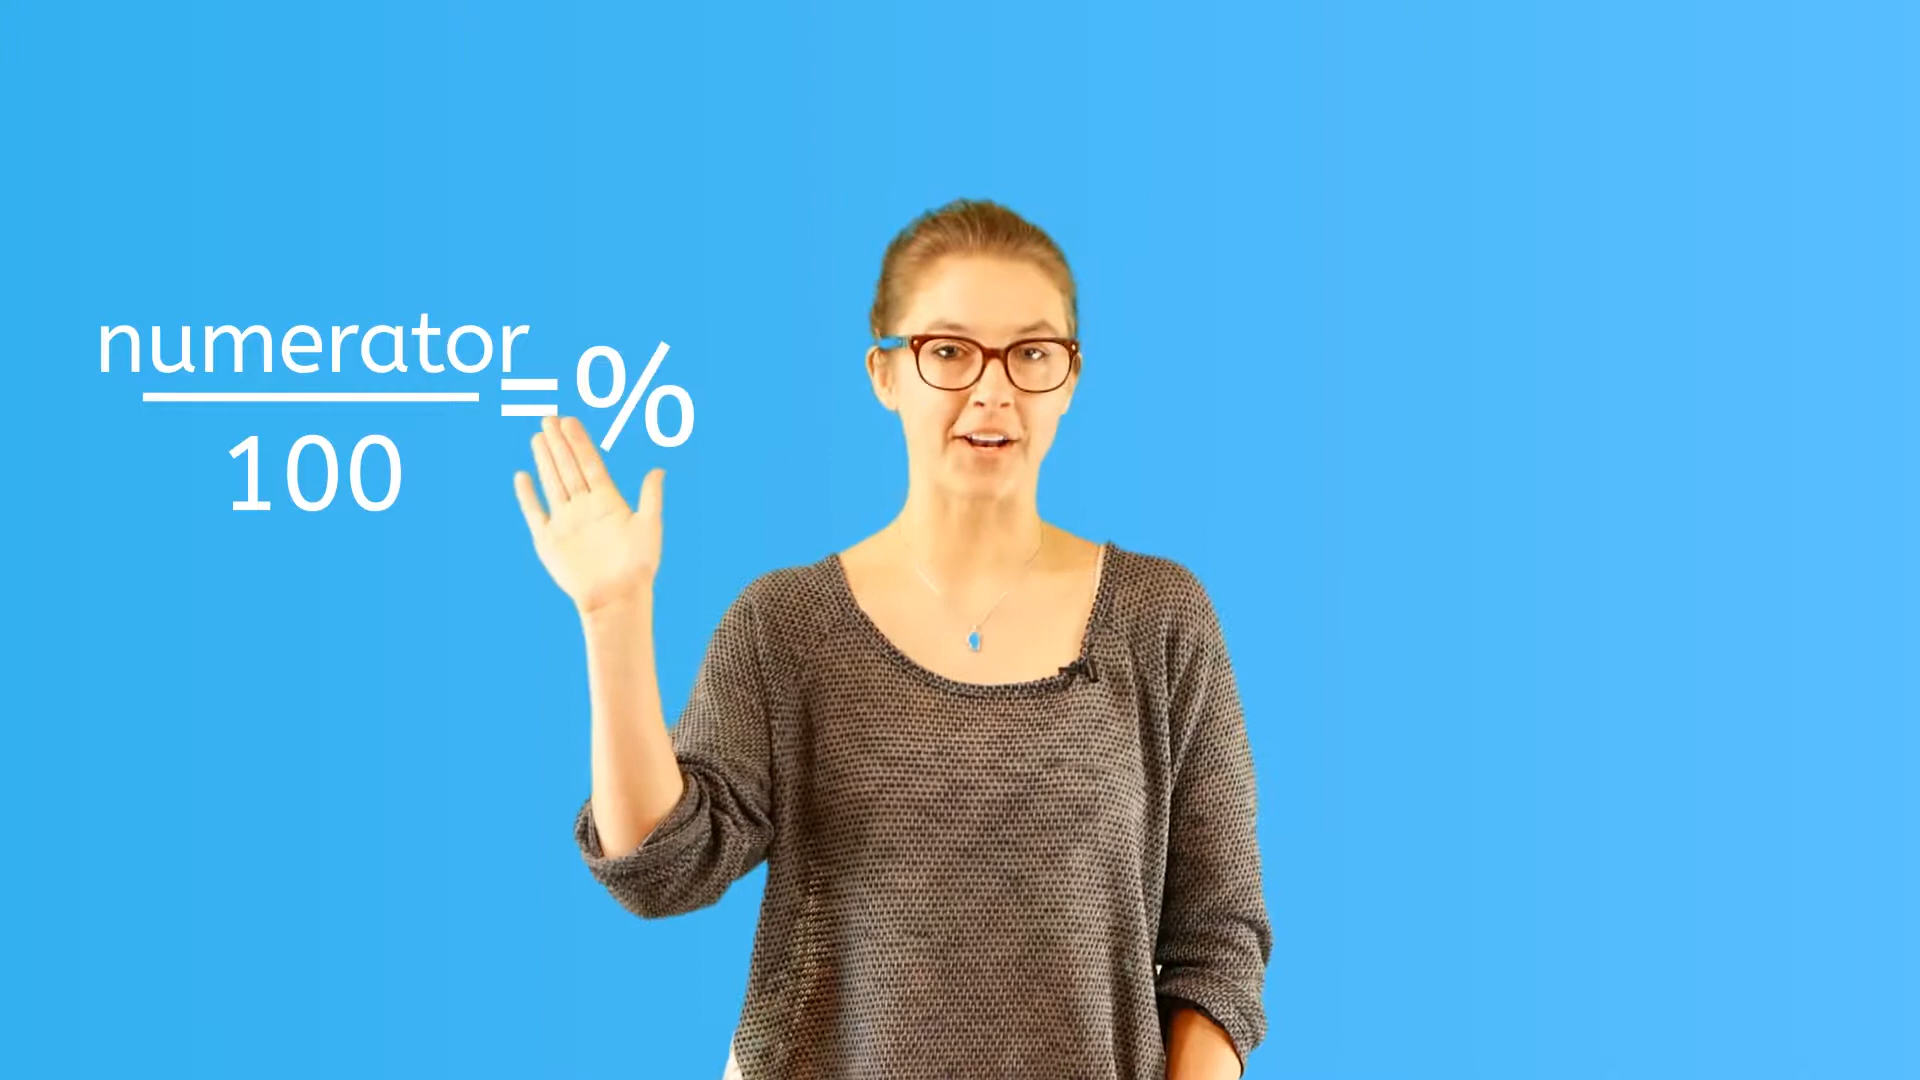 numerator
= %
100